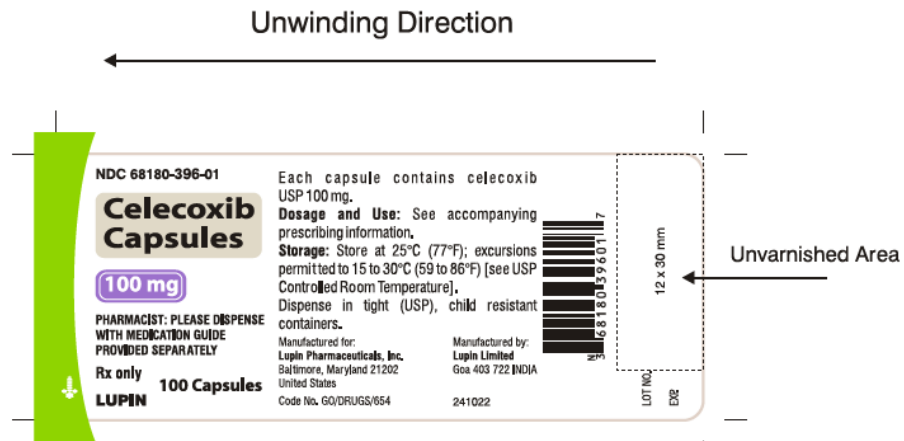 Unwinding Direction
NDC 68180-396-01
Celecoxib
Capsules
100 mg
PHARMACIST: PLEASE DISPENSE
WITH MEDICATION GUIDE
PROVIDED SEPARATELY
Rx only
100 Capsules
LUPIN
Each capsule contains celecoxib
USP 100 mg.
Dosage and Use: See accompanying
prescribing information.
Storage: Store at 25°C (77°F); excursions
permitted to 15 to 30°C (59 to 86°F) [see USP
Controlled Room Temperature].
Dispense in tight (USP), child resistant
containers.
Manufactured for:
Lupin Pharmaceuticals, Inc.
Baltimore, Maryland 21202
United States
Code No. GO/DRUGS/654
Manufactured by:
Lupin Limited
Goa 403 722 INDIA
241022
N
3 68180 39601 7
12 x 30 mm
LOT NO.
EXP.
Unvarnished Area